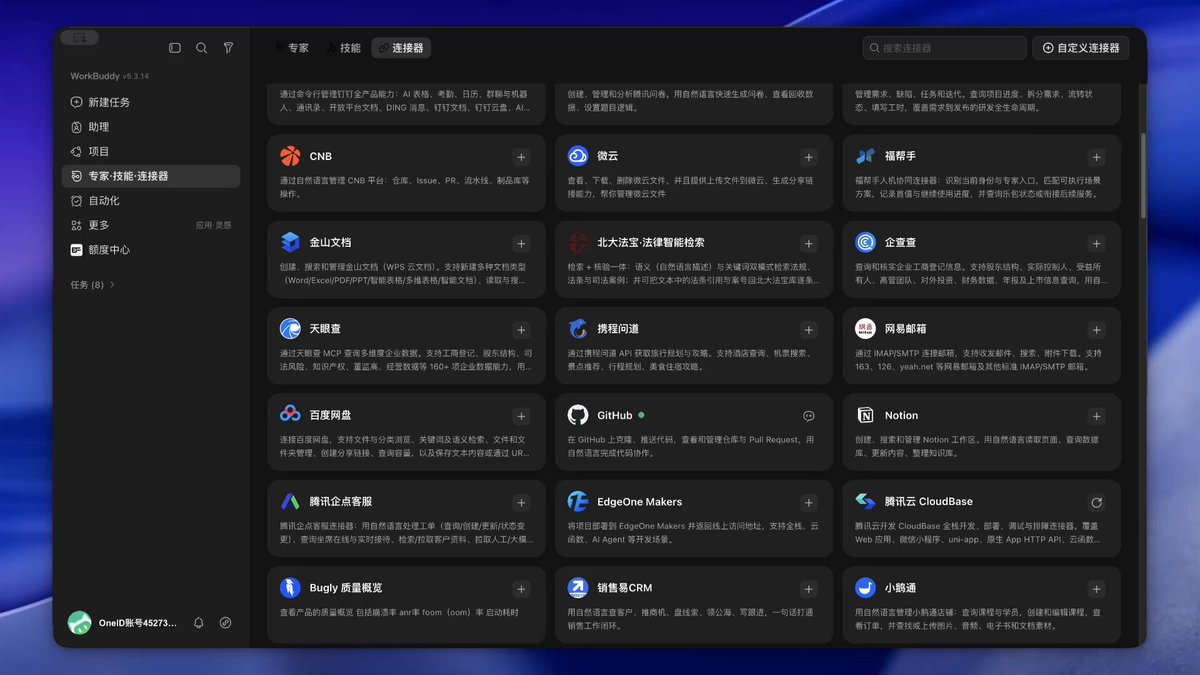 专家
技能
连接器
搜索连接器
自定义连接器
WorkBuddy v5.3.14
新建任务
助理
项目
专家·技能·连接器
自动化
更多
应用·灵感
额度中心
任务 (8)
OneID账号45273...
通过命令行管理钉钉全产品能力：AI 表格、考勤、日历、群聊与机器
人、通讯录、开放平台文档、DING 消息、钉钉文档、钉钉云盘、AI...
创建、管理和分析腾讯问卷。用自然语言快速生成问卷、查看回收数
据、设置题目逻辑。
管理需求、缺陷、任务和迭代。查询项目进度、拆分需求、流转状
态、填写工时，覆盖需求到发布的研发全生命周期。
CNB
通过自然语言管理 CNB 平台：仓库、Issue、PR、流水线、制品库等
操作。
微云
查看、下载、删除微云文件，并且提供上传文件到微云、生成分享链
接能力，帮你管理微云文件
福帮手
福帮手人机协同连接器：识别当前身份与专家入口，匹配可执行场景
方案，记录首值与继续使用进度，并查询乐包状态或衔接后续服务。
金山文档
创建、搜索和管理金山文档（WPS 云文档）。支持新建多种文档类型
（Word/Excel/PDF/PPT/智能表格/多维表格/智能文档）、读取与搜...
北大法宝·法律智能检索
检索 + 核验一体：语义（自然语言描述）与关键词双模式检索法规、
法条与司法案例；并可把文本中的法条引用与案号回北大法宝库逐条...
企查查
查询和核实企业工商登记信息。支持股东结构、实际控制人、受益所
有人、高管团队、对外投资、财务数据、年报及上市信息查询，用自...
天眼查
通过天眼查 MCP 查询多维度企业数据。支持工商登记、股东结构、司
法风险、知识产权、董监高、经营数据等 160+ 项企业数据能力，用...
携程问道
通过携程问道 API 获取旅行规划与攻略。支持酒店查询、机票搜索、
景点推荐、行程规划、美食住宿攻略。
网易邮箱
通过 IMAP/SMTP 连接邮箱，支持收发邮件、搜索、附件下载。支持
163、126、yeah.net 等网易邮箱及其他标准 IMAP/SMTP 邮箱。
百度网盘
连接百度网盘，支持文件与分类浏览、关键词及语义检索、文件和文
件夹管理、创建分享链接、查询容量，以及保存文本内容或通过 UR...
GitHub
在 GitHub 上克隆、推送代码，查看和管理仓库与 Pull Request，用
自然语言完成代码协作。
Notion
创建、搜索和管理 Notion 工作区。用自然语言读取页面、查询数据
库、更新内容、整理知识库。
腾讯企点客服
腾讯企点客服连接器：用自然语言处理工单（查询/创建/更新/状态变
更）、查询坐席在线与实时接待、检索/拉取客户资料、拉取人工/大模...
EdgeOne Makers
将项目部署到 EdgeOne Makers 并返回线上访问地址，支持全栈、云
函数、AI Agent 等开发场景。
腾讯云 CloudBase
腾讯云开发 CloudBase 全栈开发、部署、调试与排障连接器。覆盖
Web 应用、微信小程序、uni-app、原生 App HTTP API、云函数...
Bugly 质量概览
查看产品的质量概览 包括崩溃率 anr率 foom（oom）率 启动耗时
销售易CRM
用自然语言查客户、推商机、盘线索、领公海、写跟进，一句话打通
销售工作闭环。
小鹅通
用自然语言管理小鹅通店铺：查询课程与学员，创建和编辑课程，查
看订单，并查找或上传图片、音频、电子书和文档素材。